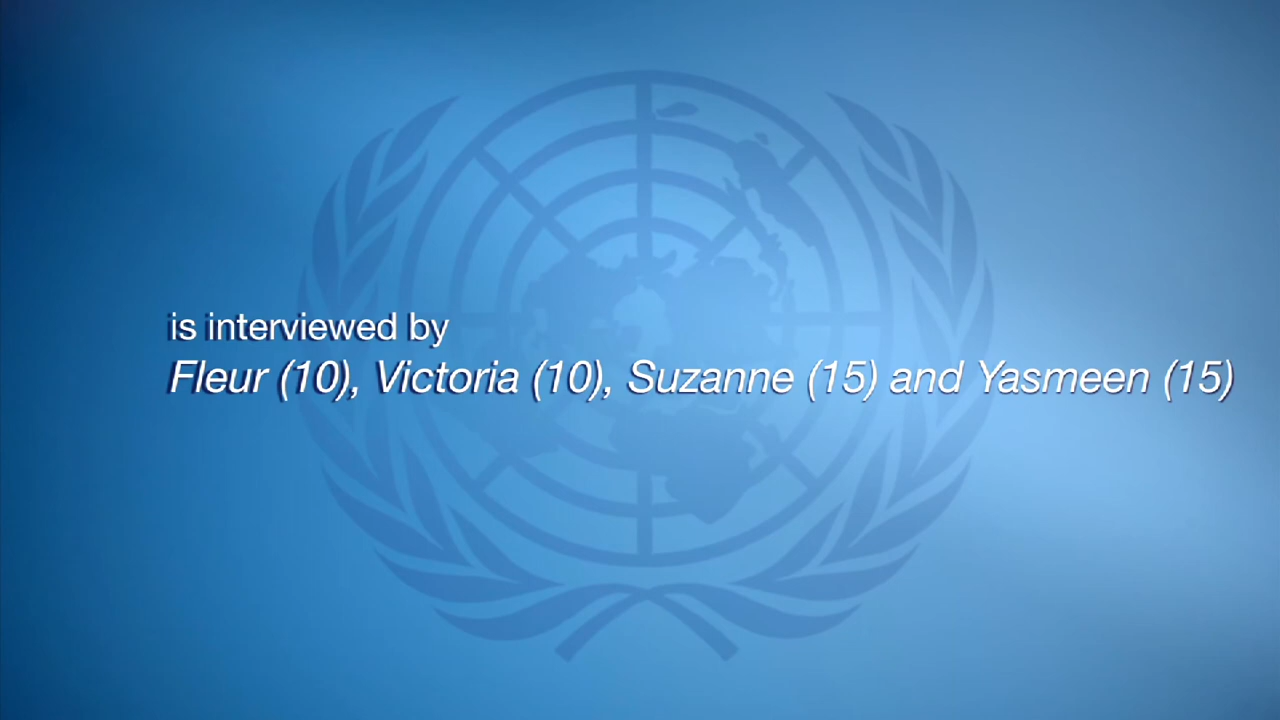 is interviewed by
Fleur (10), Victoria (10), Suzanne (15) and Yasmeen (15)